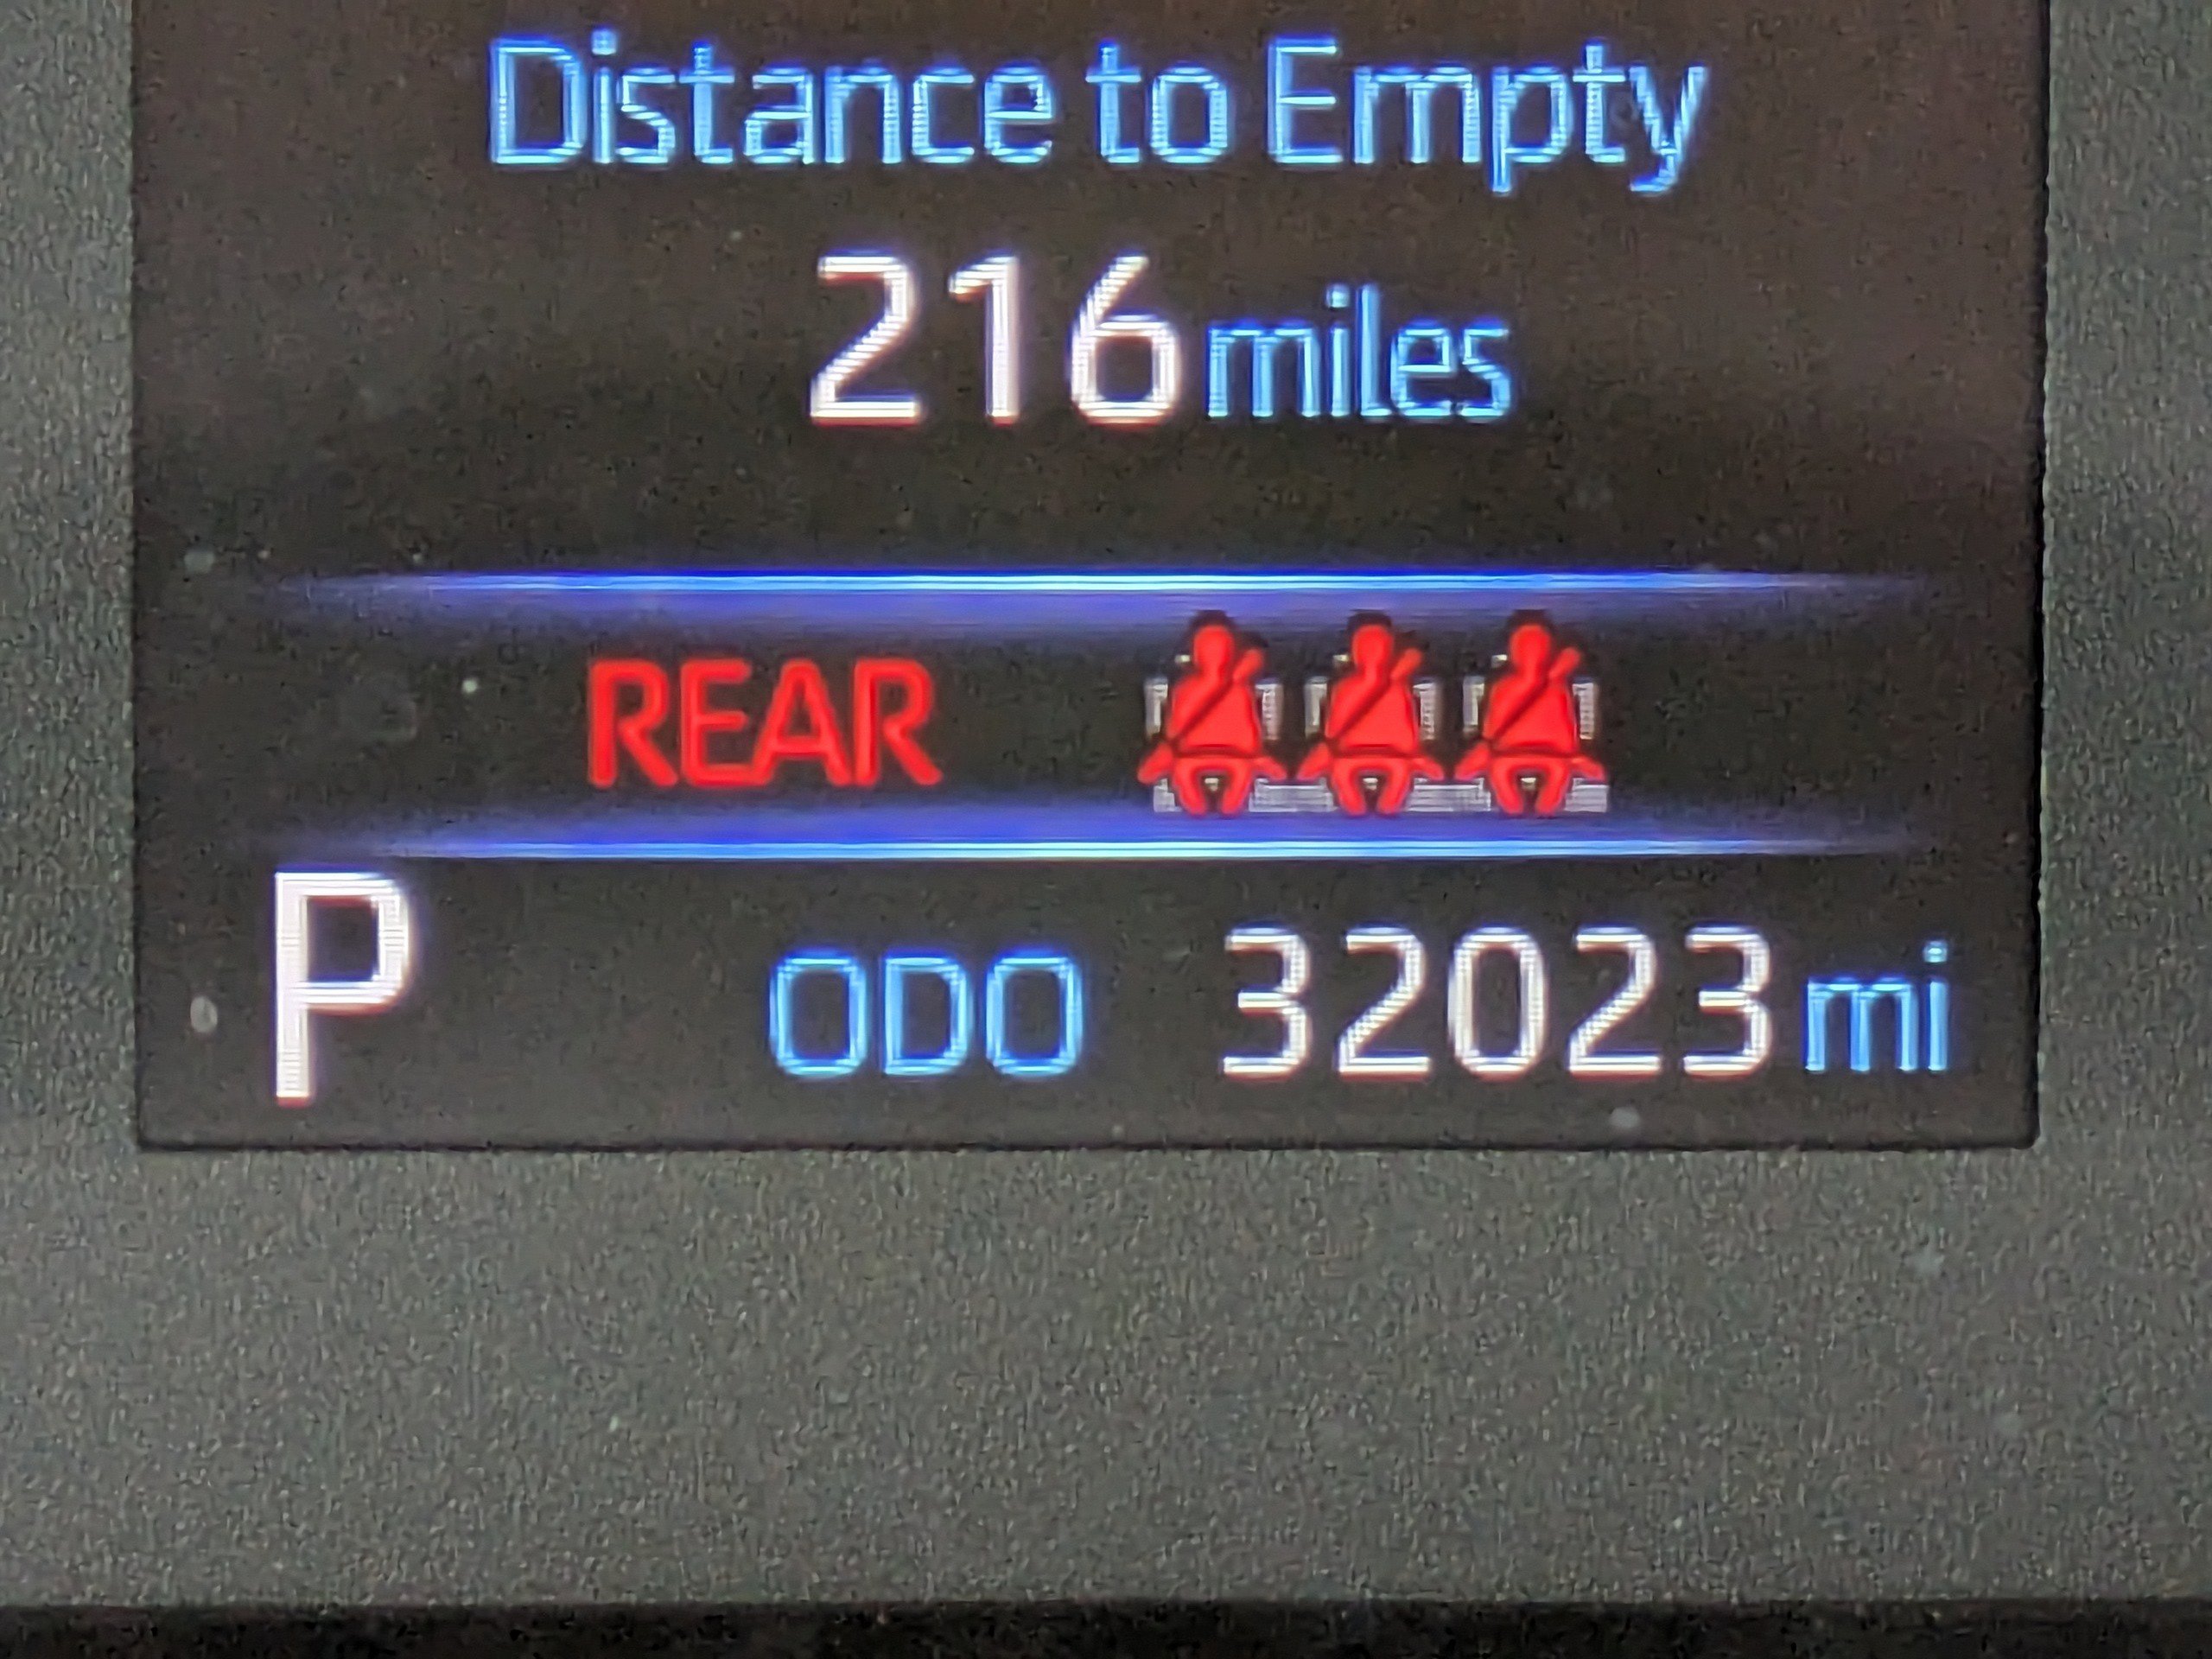 Distance to Empty
216 miles
REAR
P ODO 32023 mi